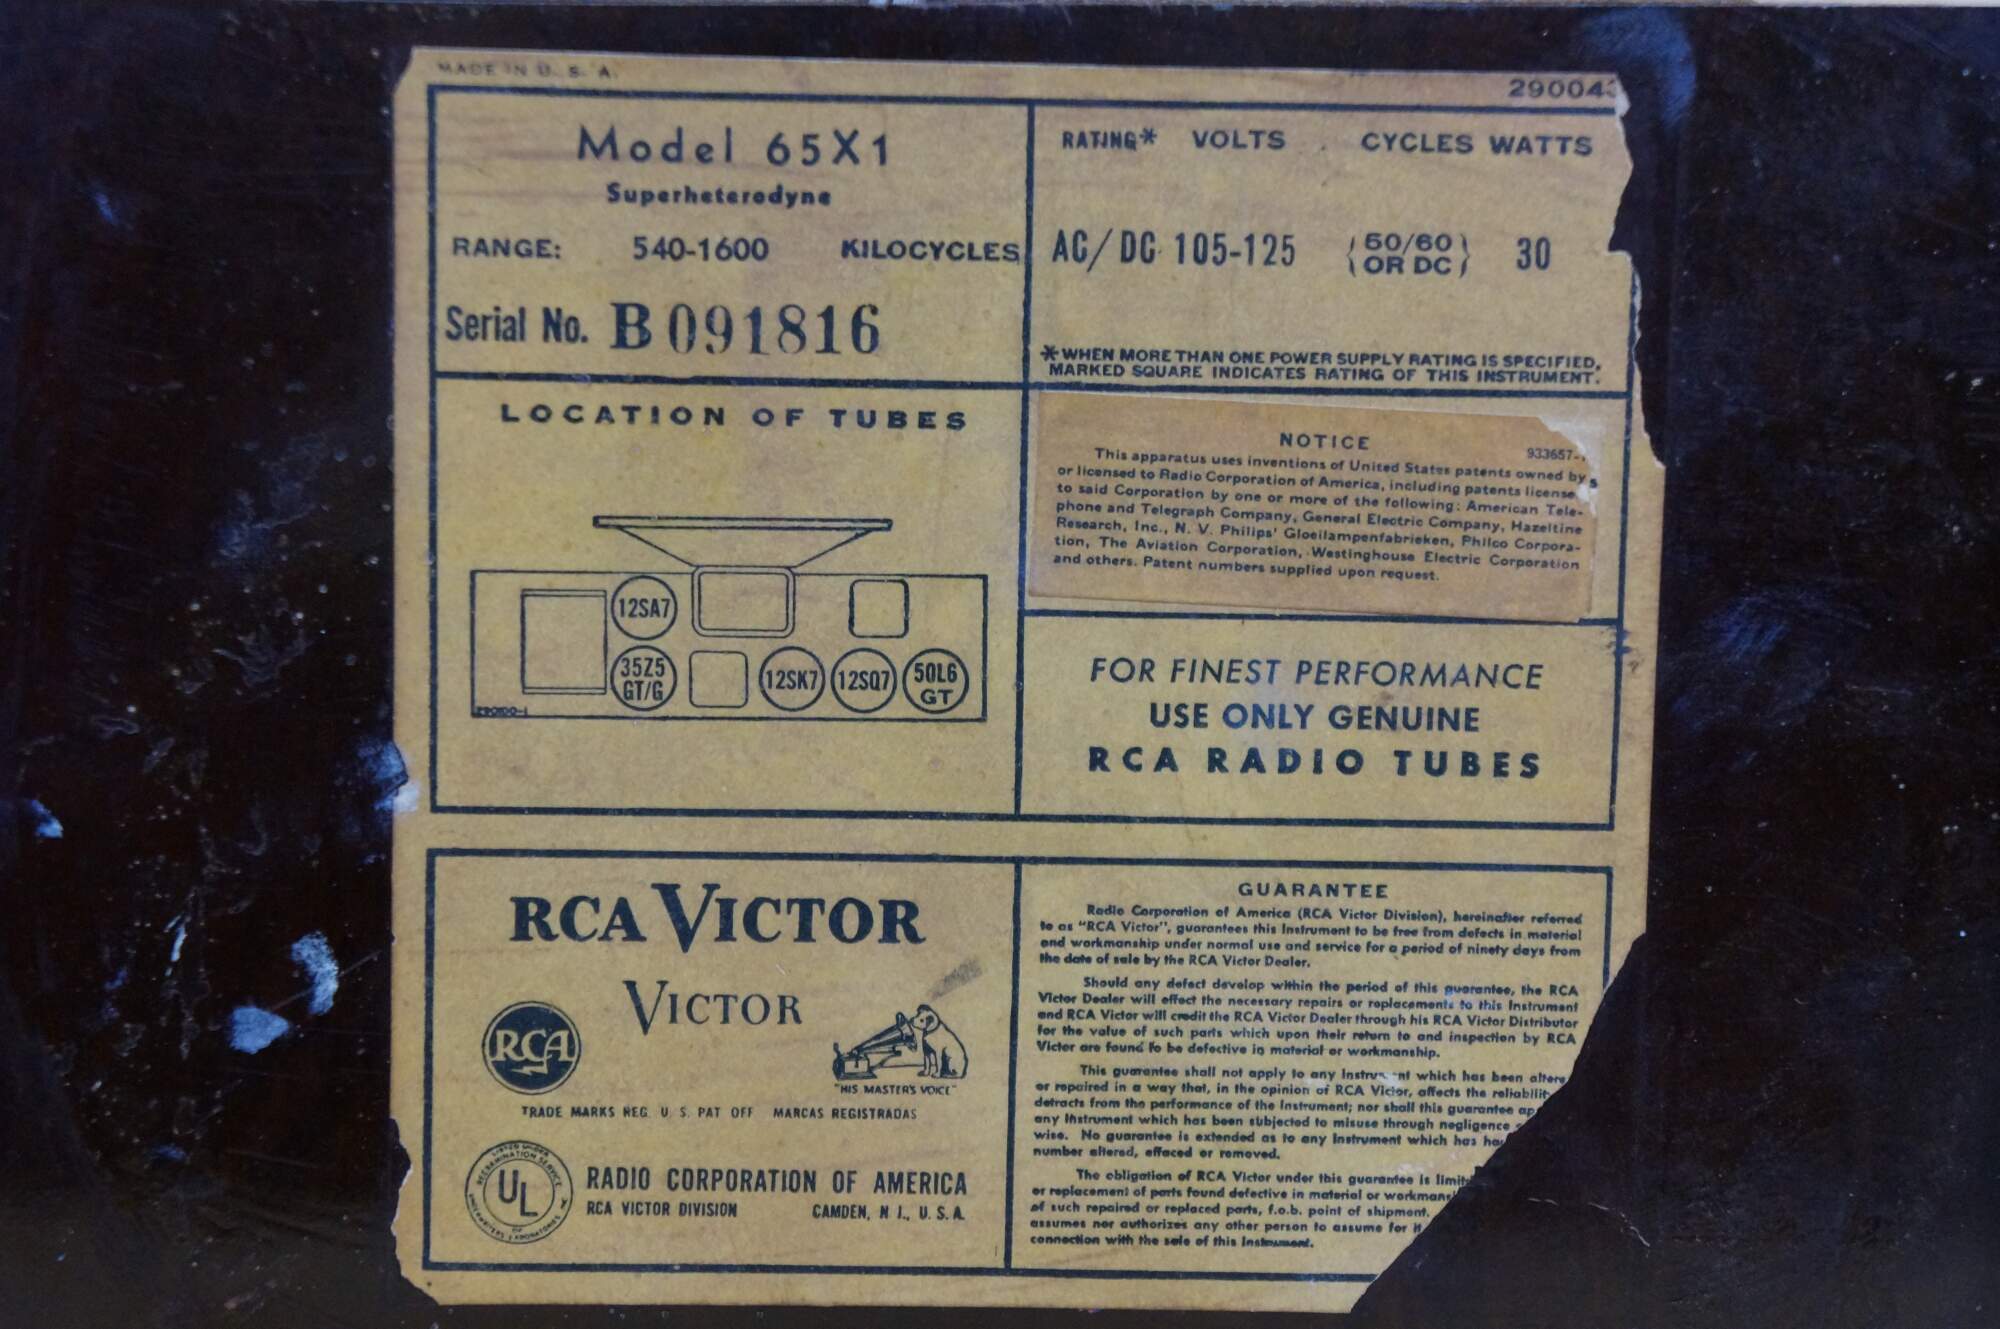 MADE IN U. S. A.
29004
Model 65X1
Superheterodyne
RANGE: 540-1600 KILOCYCLES
Serial No. B091816
RATING* VOLTS CYCLES WATTS
AC/DC 105-125 {50/60 OR DC} 30
*WHEN MORE THAN ONE POWER SUPPLY RATING IS SPECIFIED,
MARKED SQUARE INDICATES RATING OF THIS INSTRUMENT.
LOCATION OF TUBES
12SA7
35Z5
GT/G
12SK7
12SQ7
50L6
GT
NOTICE
933657-
This apparatus uses inventions of United States patents owned by
or licensed to Radio Corporation of America, including patents license
to said Corporation by one or more of the following: American Tele-
phone and Telegraph Company, General Electric Company, Hazeltine
Research, Inc., N. V. Philips' Gloeilampenfabrieken, Philco Corpora-
tion, The Aviation Corporation, Westinghouse Electric Corporation
and others. Patent numbers supplied upon request.
FOR FINEST PERFORMANCE
USE ONLY GENUINE
RCA RADIO TUBES
RCA VICTOR
VICTOR
RCA
"HIS MASTER'S VOICE"
TRADE MARKS REG. U. S. PAT OFF MARCAS REGISTRADAS
UL
RADIO CORPORATION OF AMERICA
RCA VICTOR DIVISION CAMDEN, N. J., U. S. A.
GUARANTEE
Radio Corporation of America (RCA Victor Division), hereinafter referred
to as "RCA Victor", guarantees this Instrument to be free from defects in material
and workmanship under normal use and service for a period of ninety days from
the date of sale by the RCA Victor Dealer.
Should any defect develop within the period of this guarantee, the RCA
Victor Dealer will effect the necessary repairs or replacements to this Instrument
and RCA Victor will credit the RCA Victor Dealer through his RCA Victor Distributor
for the value of such parts which upon their return to and inspection by RCA
Victor are found to be defective in material or workmanship.
This guarantee shall not apply to any Instrument which has been altere
or repaired in a way that, in the opinion of RCA Victor, affects the reliabilit
detracts from the performance of the Instrument; nor shall this guarantee ap
any Instrument which has been subjected to misuse through negligence
wise. No guarantee is extended as to any Instrument which has ha
number altered, effaced or removed.
The obligation of RCA Victor under this guarantee is limit
or replacement of parts found defective in material or workmans
of such repaired or replaced parts, f.o.b. point of shipment.
assumes nor authorizes any other person to assume for it
connection with the sale of this Instrument.